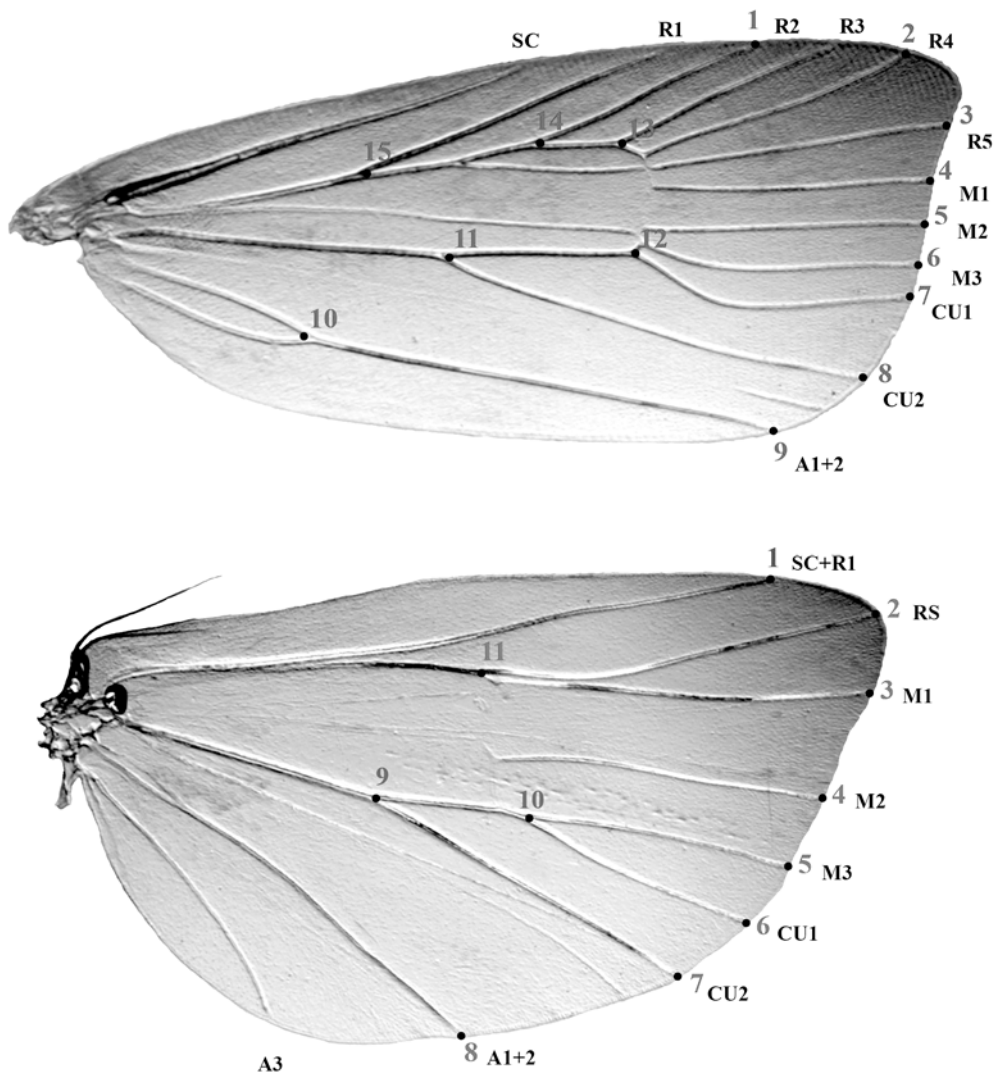 SC R1 1 R2 R3 2 R4
15 14 13 3 R5
4 M1
5 M2
11 12 6 M3
7 CU1
10 8 CU2
9 A1+2
1 SC+R1
2 RS
11 3 M1
9 10 4 M2
5 M3
6 CU1
7 CU2
A3 8 A1+2